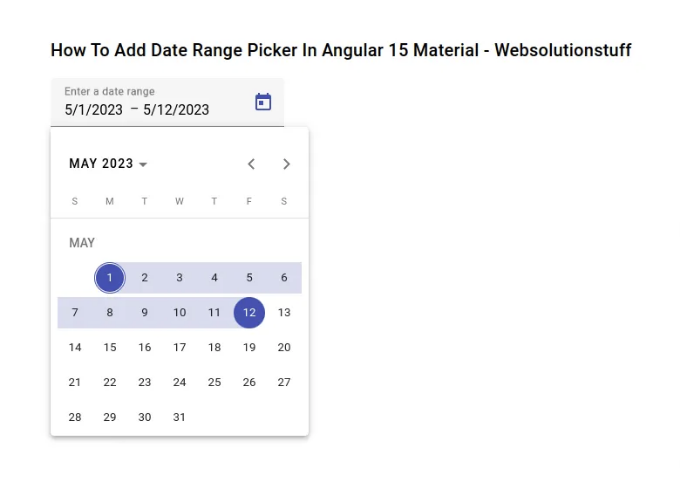 How To Add Date Range Picker In Angular 15 Material - Websolutionstuff
Enter a date range
5/1/2023 – 5/12/2023
MAY 2023
S M T W T F S
MAY
1 2 3 4 5 6
7 8 9 10 11 12 13
14 15 16 17 18 19 20
21 22 23 24 25 26 27
28 29 30 31